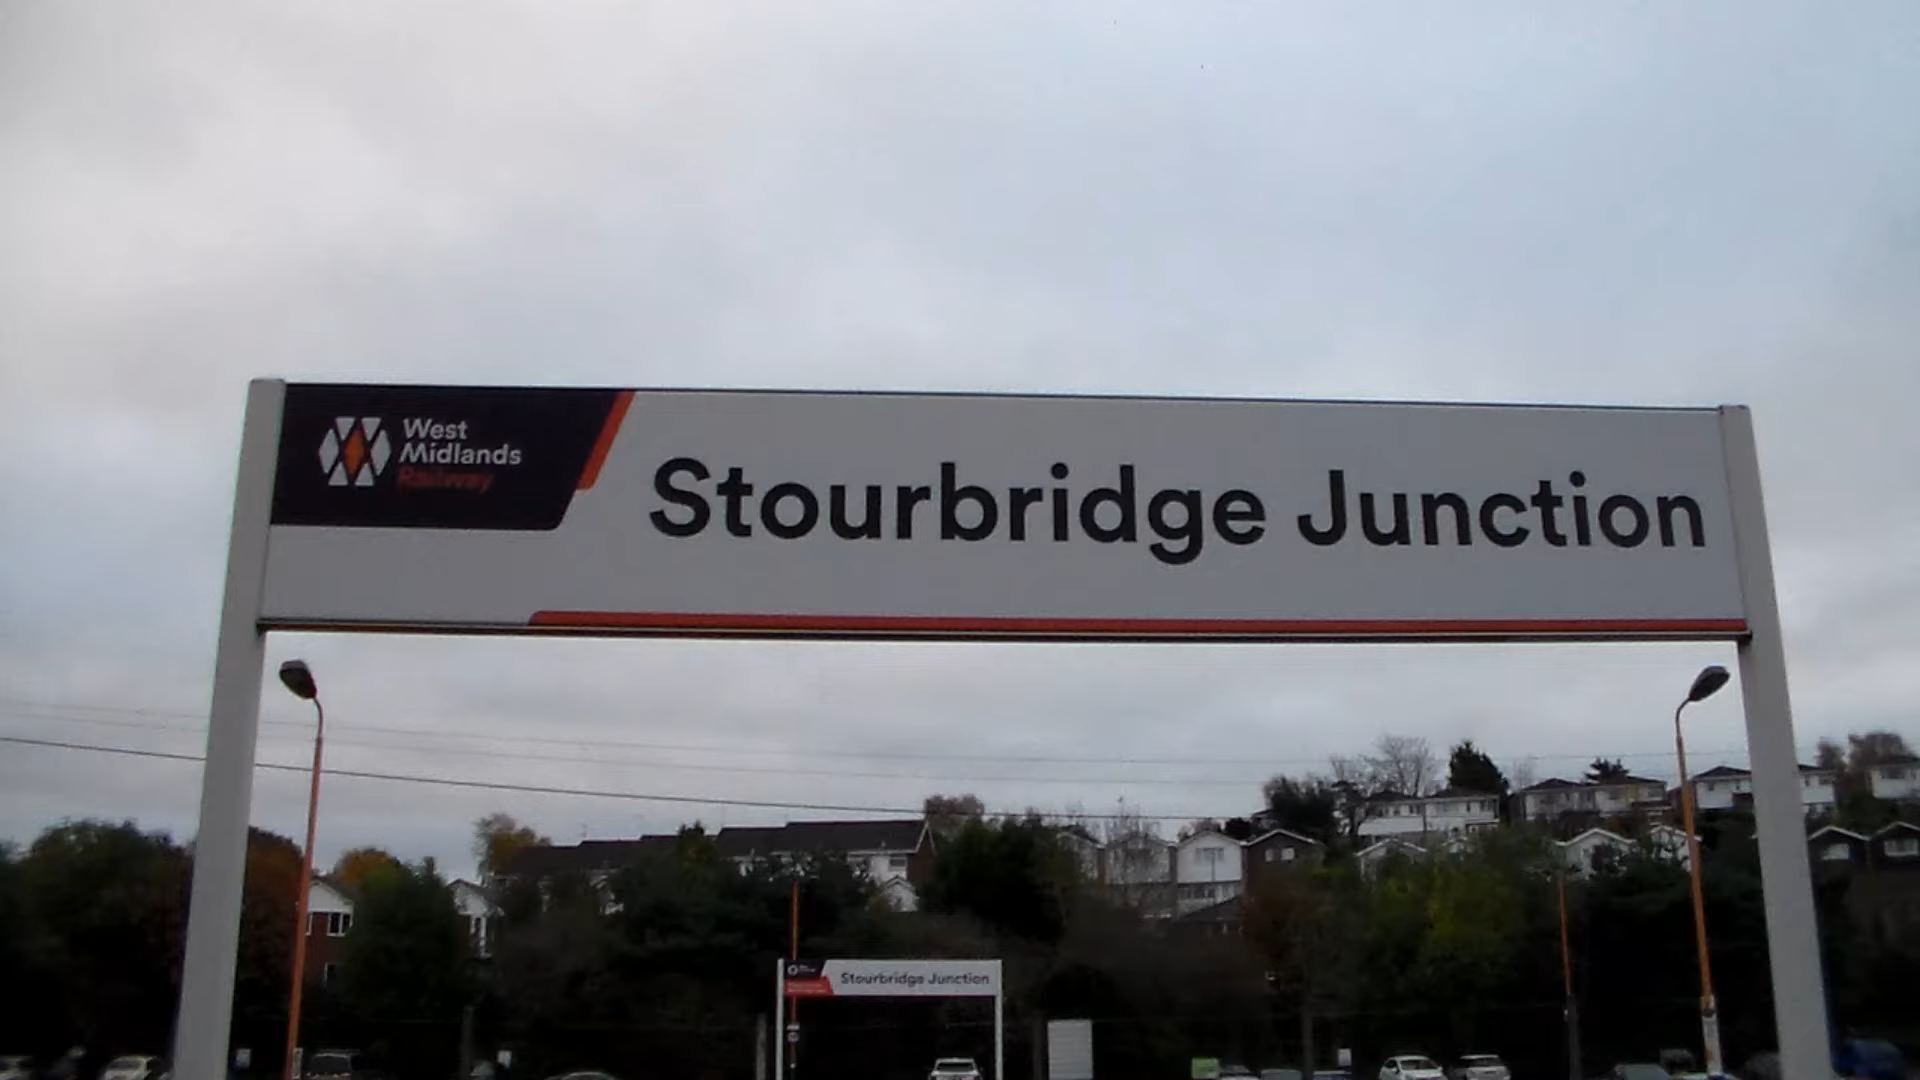 West
Midlands
Railway
Stourbridge Junction
Stourbridge Junction